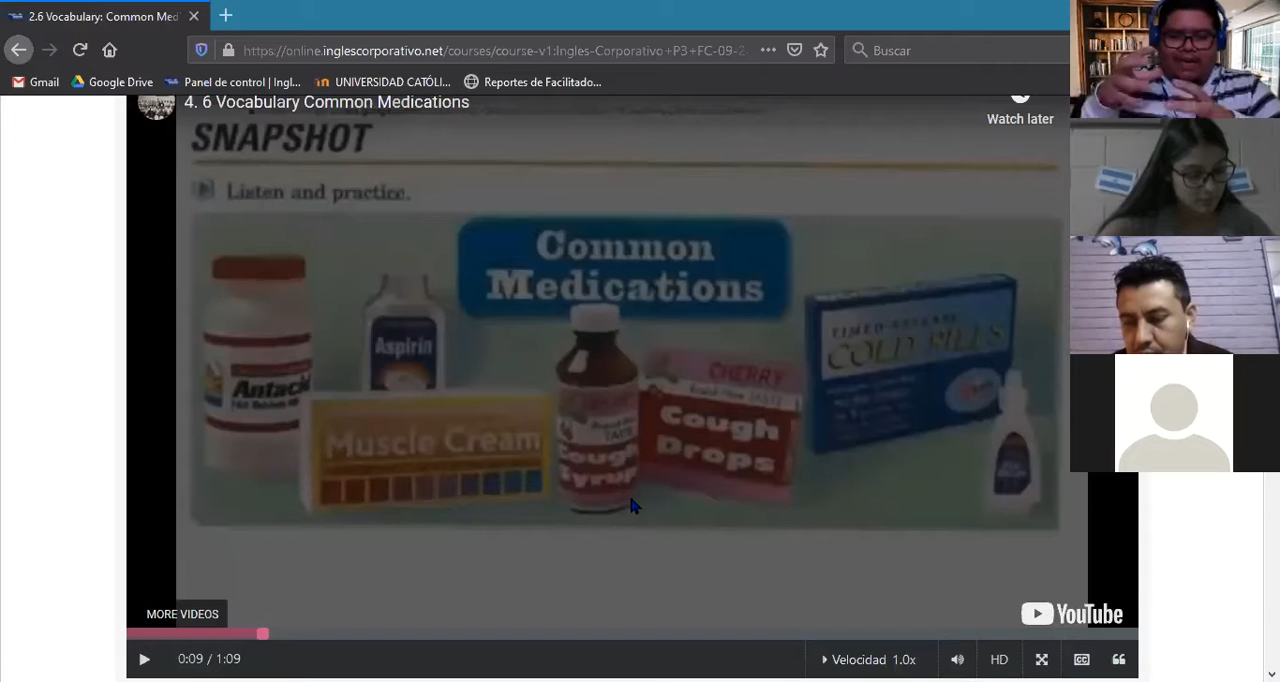 2.6 Vocabulary: Common Med
https://online.inglescorporativo.net/courses/course-v1:Ingles-Corporativo+P3+FC-09-2
Buscar
Gmail
Google Drive
Panel de control | Ingl...
UNIVERSIDAD CATÓLI...
Reportes de Facilitado...
4. 6 Vocabulary Common Medications
Watch later
SNAPSHOT
Listen and practice.
Common
Medications
Antacid
Aspirin
Muscle Cream
Cough
Syrup
CHERRY
Cough
Drops
TIMED-RELEASE
COLD PILLS
MORE VIDEOS
YouTube
0:09 / 1:09
Velocidad 1.0x
HD
CC